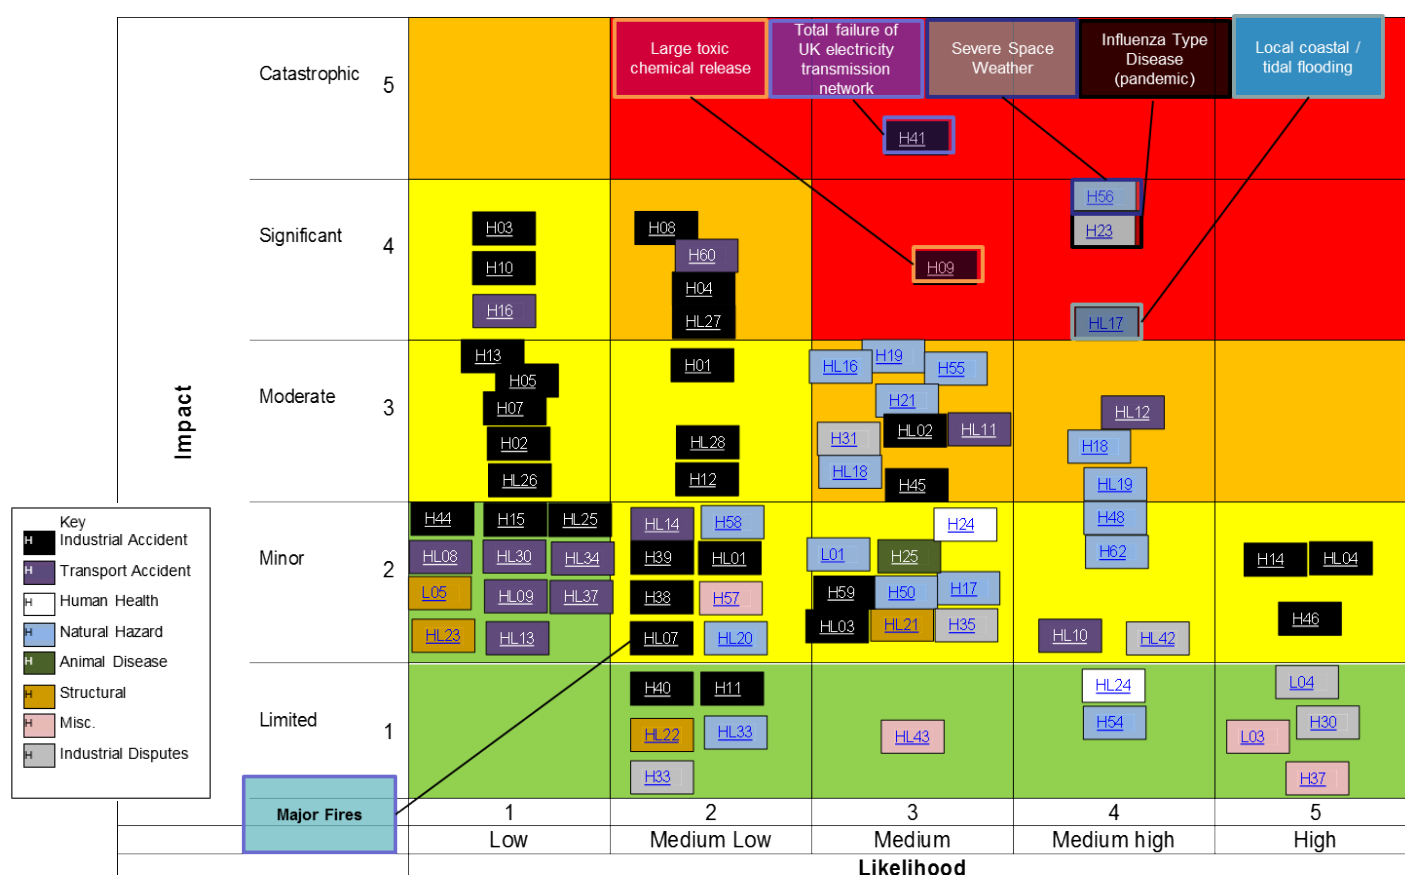 Large toxic
chemical release
Total failure of
UK electricity
transmission
network
Severe Space
Weather
Influenza Type
Disease
(pandemic)
Local coastal /
tidal flooding
Impact
Catastrophic 5
H41
Significant 4
H03
H10
H16
H08
H60
H04
HL27
H09
H56
H23
HL17
Moderate 3
H13
H05
H07
H02
HL26
H01
HL28
H12
HL16
H19
H55
H21
H31
HL02
HL11
HL18
H45
HL12
H18
HL19
Minor 2
H44
H15
HL25
HL08
HL30
HL34
L05
HL09
HL37
HL23
HL13
HL14
H58
H39
HL01
H38
H57
HL07
HL20
H24
L01
H25
H59
H50
H17
HL03
HL21
H35
H48
H62
HL10
HL42
H14
HL04
H46
Limited 1
H40
H11
HL22
HL33
H33
HL43
HL24
H54
L04
L03
H30
H37
Key
H Industrial Accident
H Transport Accident
H Human Health
H Natural Hazard
H Animal Disease
H Structural
H Misc.
H Industrial Disputes
Major Fires
1 2 3 4 5
Low Medium Low Medium Medium high High
Likelihood